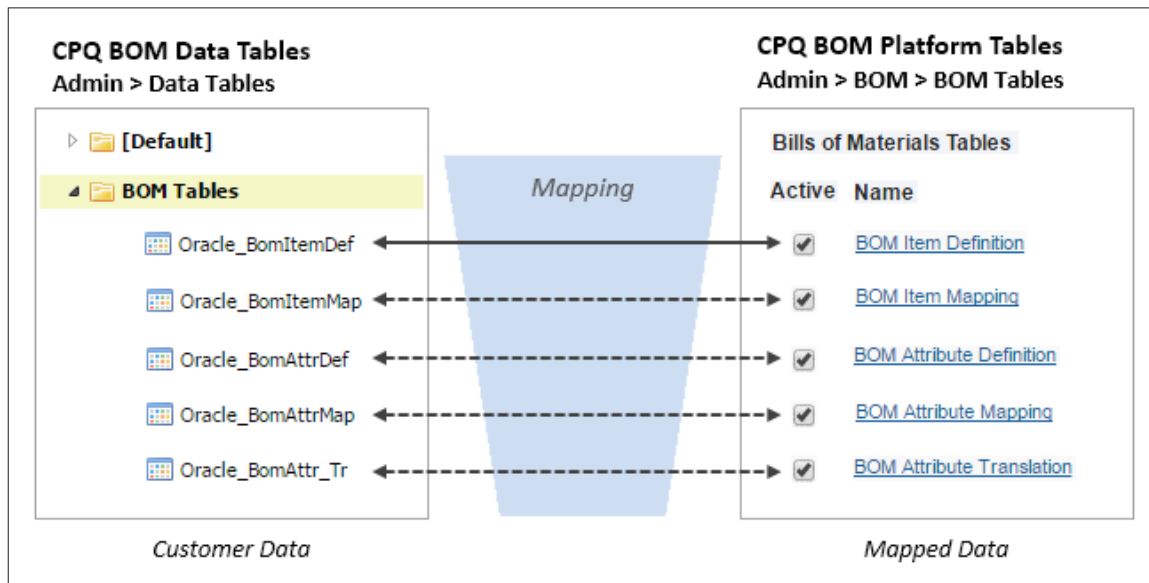 CPQ BOM Data Tables
Admin > Data Tables
[Default]
BOM Tables
Oracle_BomItemDef
Oracle_BomItemMap
Oracle_BomAttrDef
Oracle_BomAttrMap
Oracle_BomAttr_Tr
Customer Data
Mapping
CPQ BOM Platform Tables
Admin > BOM > BOM Tables
Bills of Materials Tables
Active Name
BOM Item Definition
BOM Item Mapping
BOM Attribute Definition
BOM Attribute Mapping
BOM Attribute Translation
Mapped Data